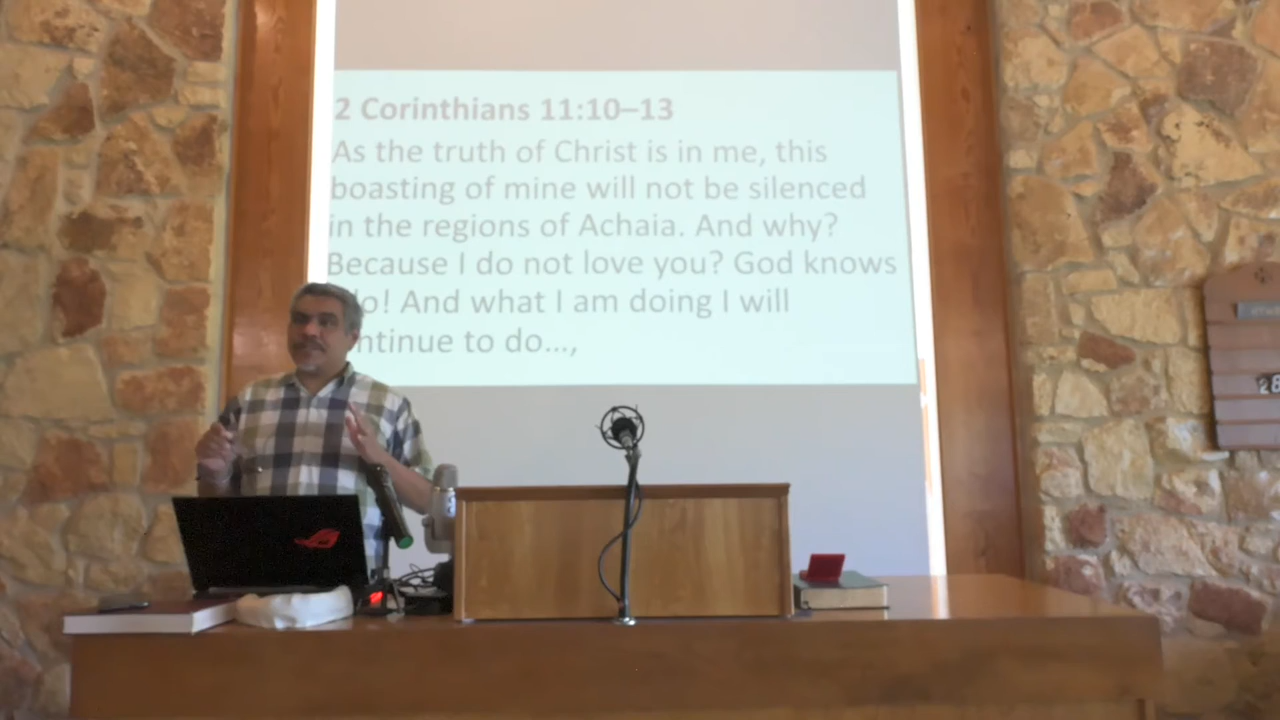 2 Corinthians 11:10–13
As the truth of Christ is in me, this
boasting of mine will not be silenced
in the regions of Achaia. And why?
Because I do not love you? God knows
do! And what I am doing I will
ntinue to do...,
28